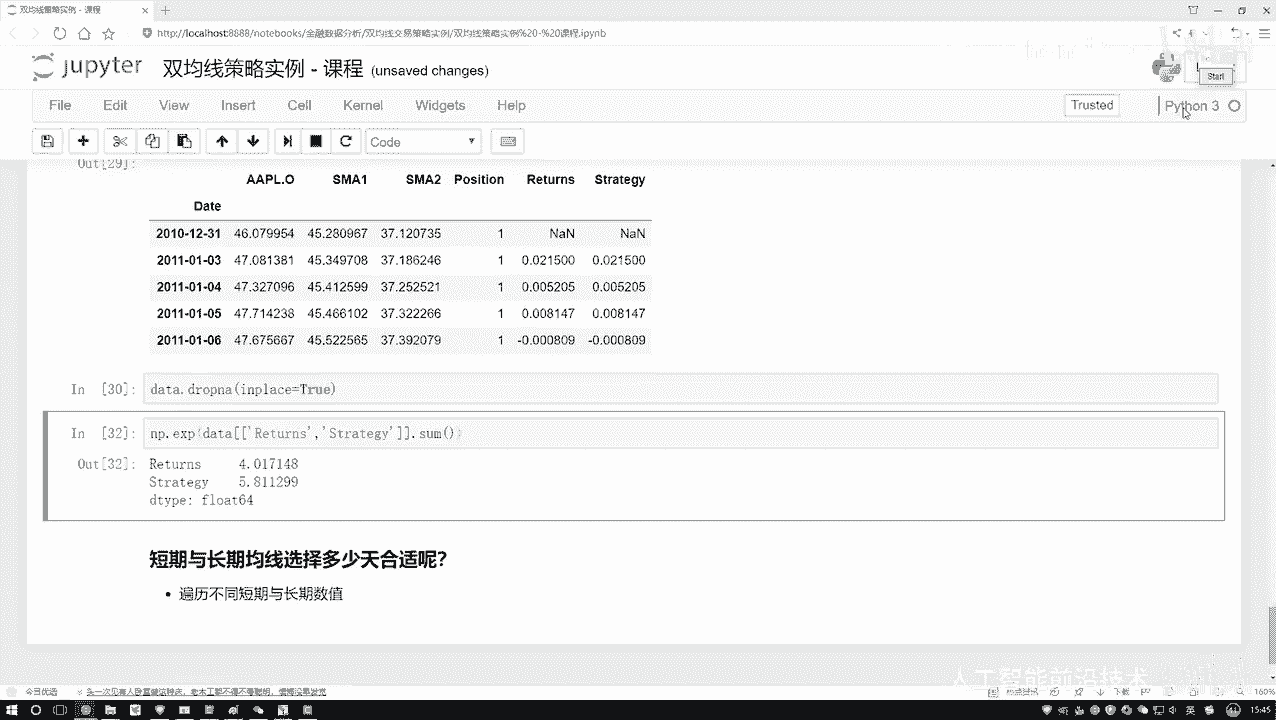 双均线策略实例 - 课程
http://localhost:8888/notebooks/金融数据分析/双均线交易策略实例/双均线策略实例%20-%20课程.ipynb
jupyter 双均线策略实例 - 课程 (unsaved changes)
Start
File Edit View Insert Cell Kernel Widgets Help
Trusted Python 3
Code
Out[29]:
AAPL.O SMA1 SMA2 Position Returns Strategy
Date
2010-12-31 46.079954 45.280967 37.120735 1 NaN NaN
2011-01-03 47.081381 45.349708 37.186246 1 0.021500 0.021500
2011-01-04 47.327096 45.412599 37.252521 1 0.005205 0.005205
2011-01-05 47.714238 45.466102 37.322266 1 0.008147 0.008147
2011-01-06 47.675667 45.522565 37.392079 1 -0.000809 -0.000809
In [30]: data.dropna(inplace=True)
In [32]: np.exp(data[['Returns','Strategy']].sum())
Out[32]: Returns 4.017148
Strategy 5.811299
dtype: float64
短期与长期均线选择多少天合适呢?
• 遍历不同短期与长期数值
人工智能前沿技术
今日优选
160%
15:45